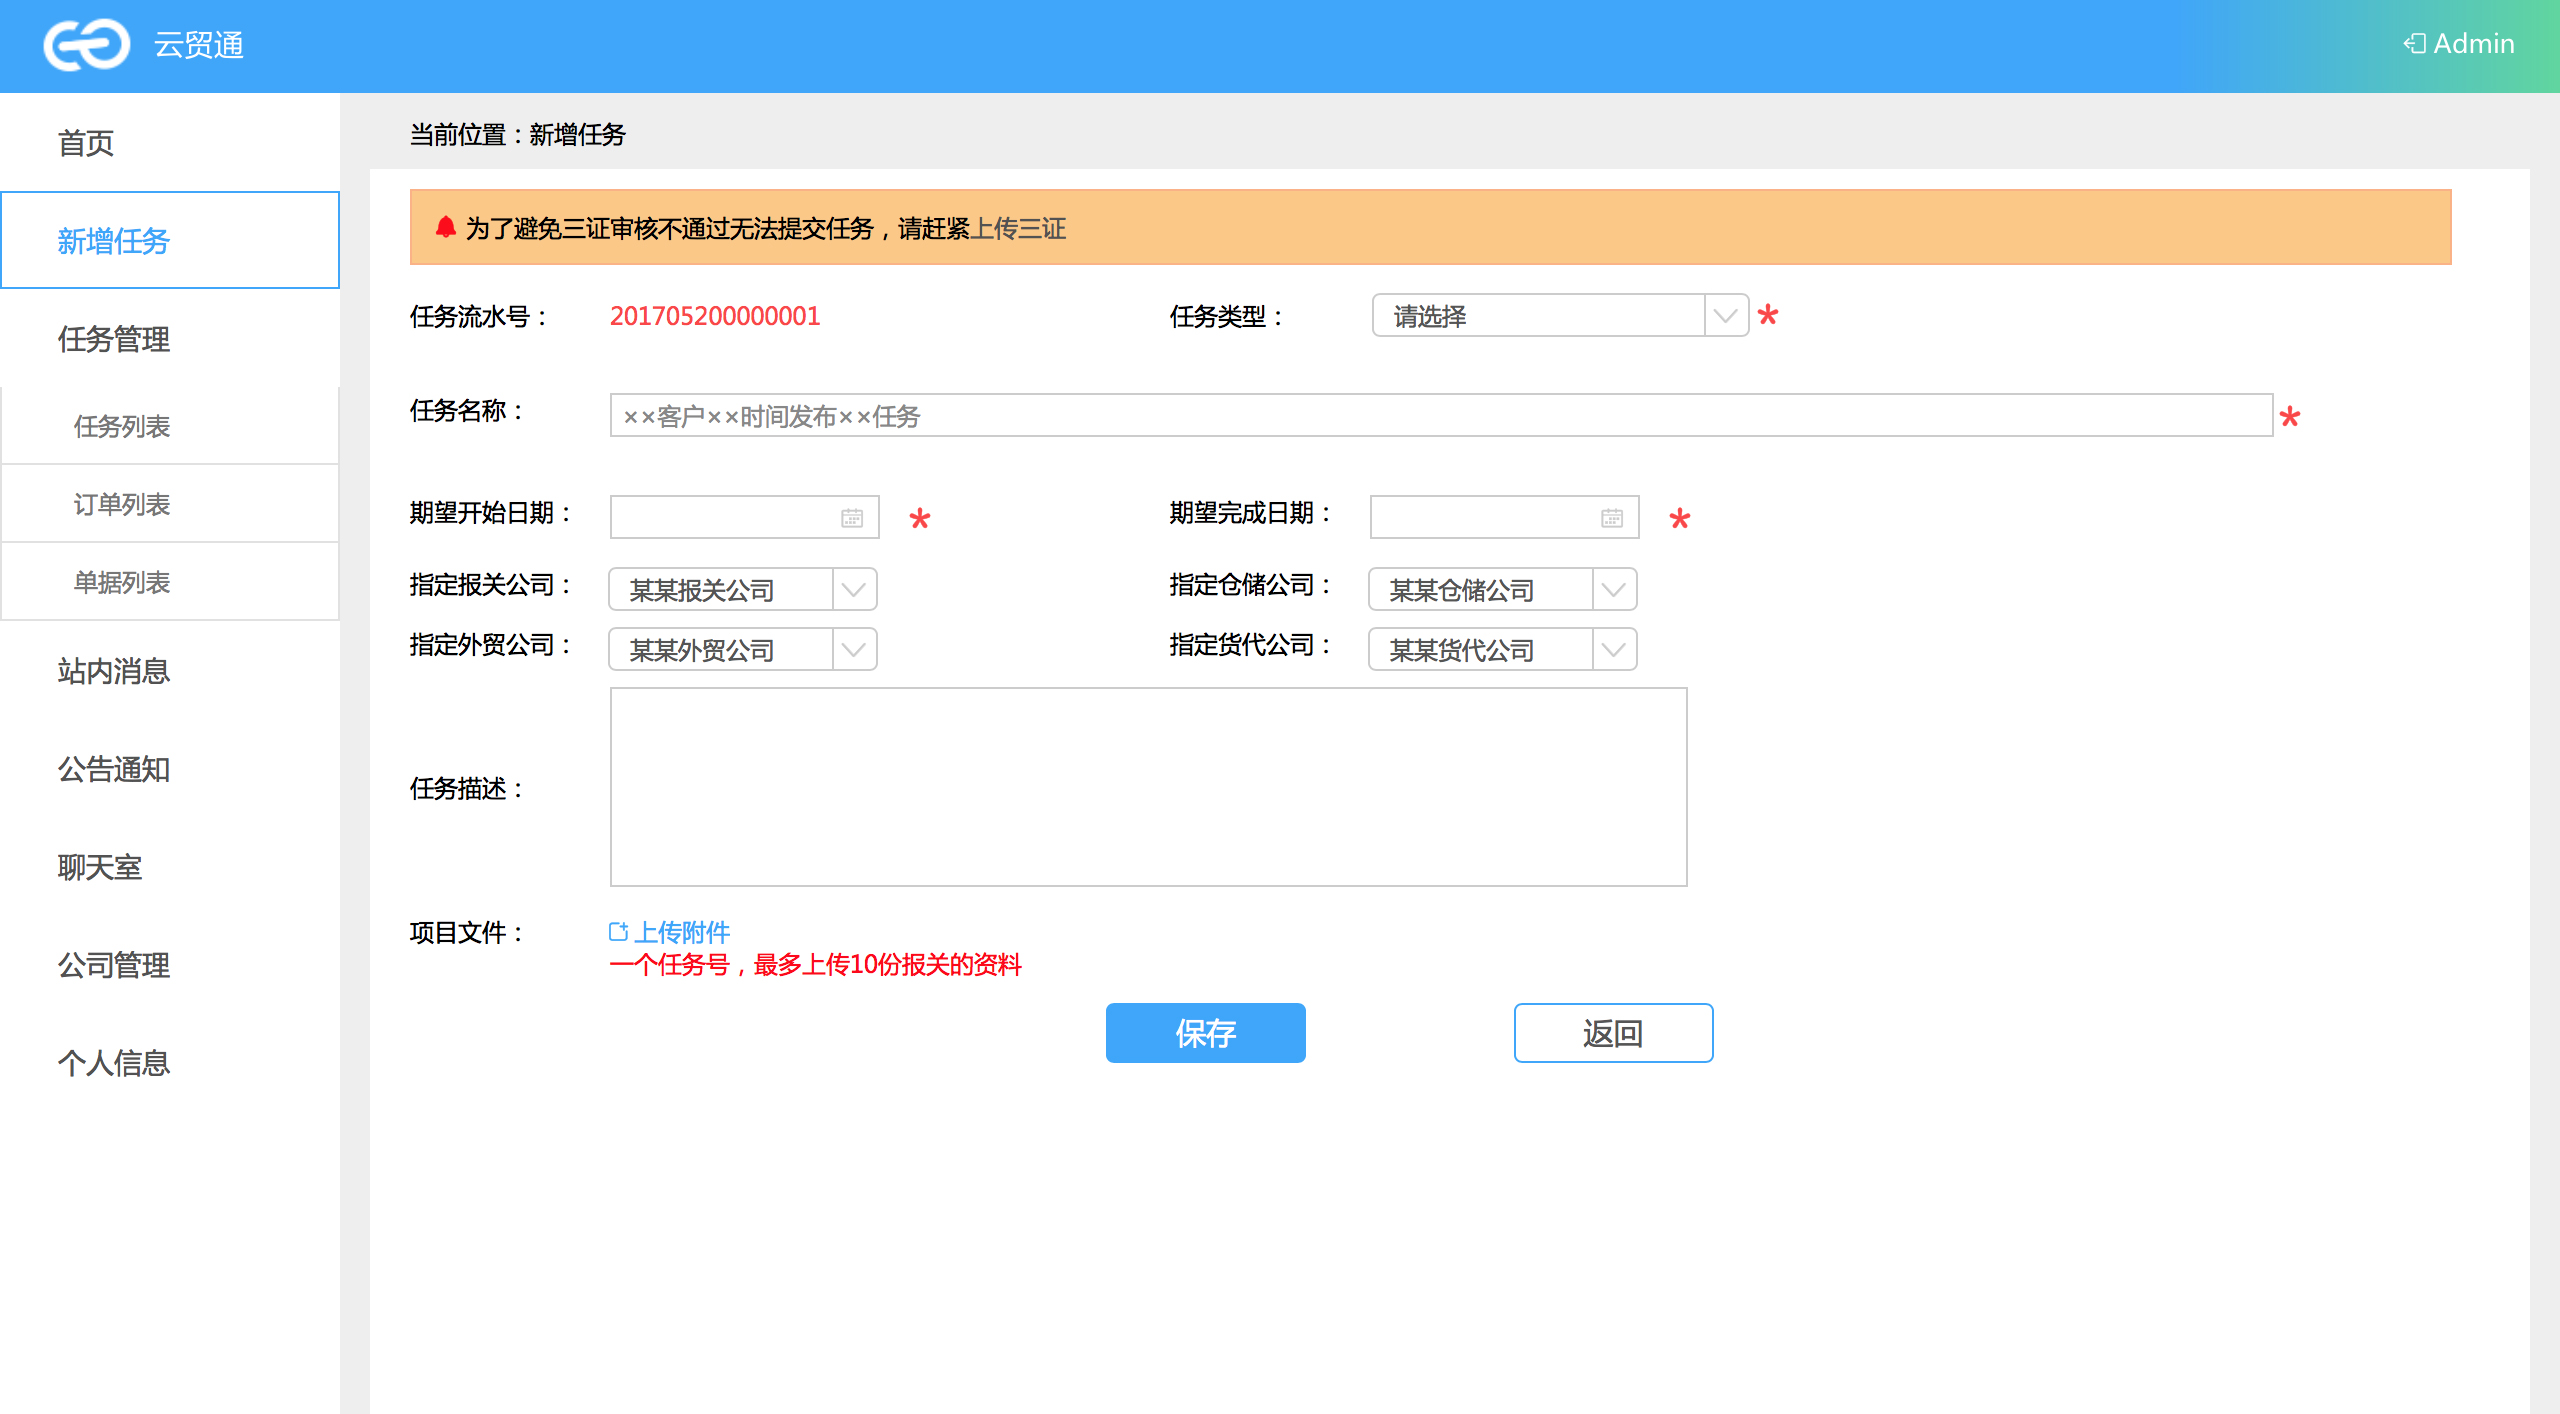 云贸通
Admin
首页
新增任务
任务管理
任务列表
订单列表
单据列表
站内消息
公告通知
聊天室
公司管理
个人信息
当前位置：新增任务
为了避免三证审核不通过无法提交任务，请赶紧上传三证
任务流水号： 201705200000001 任务类型： 请选择 *
任务名称： ××客户××时间发布××任务 *
期望开始日期： * 期望完成日期： *
指定报关公司： 某某报关公司 指定仓储公司： 某某仓储公司
指定外贸公司： 某某外贸公司 指定货代公司： 某某货代公司
任务描述：
项目文件： 上传附件
一个任务号，最多上传10份报关的资料
保存 返回